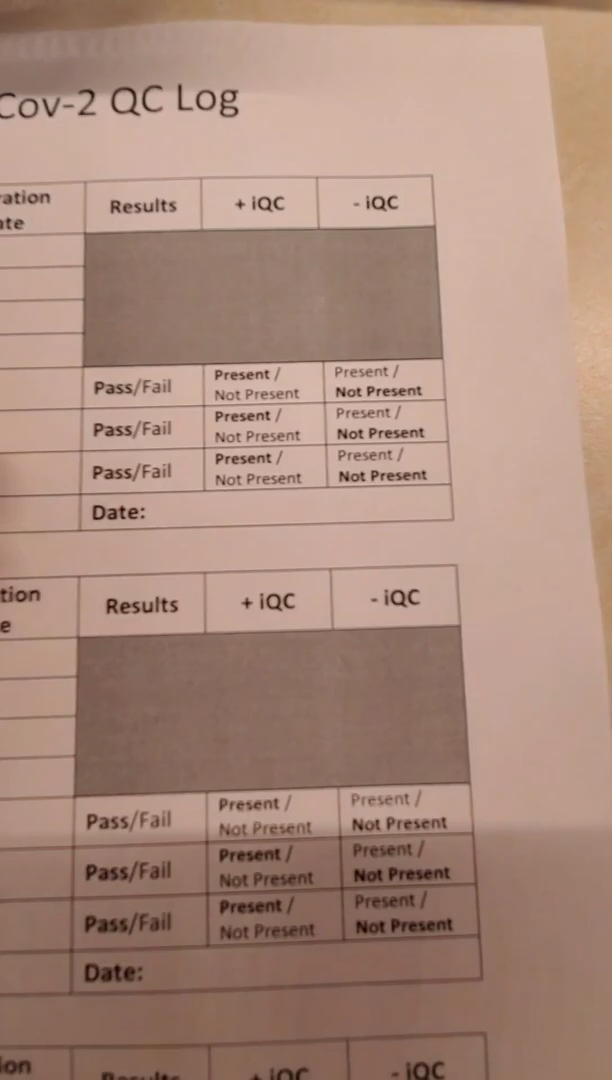 Cov-2 QC Log
ation Results + iQC - iQC
ate
Present / Present /
Pass/Fail Not Present Not Present
Present / Present /
Pass/Fail Not Present Not Present
Present / Present /
Pass/Fail Not Present Not Present
Date:
tion Results + iQC - iQC
e
Present / Present /
Pass/Fail Not Present Not Present
Present / Present /
Pass/Fail Not Present Not Present
Present / Present /
Pass/Fail Not Present Not Present
Date:
ion Results + iQC - iQC